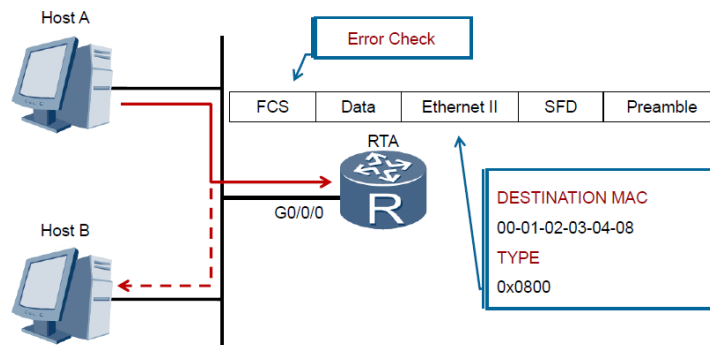 Host A
Error Check
FCS Data Ethernet II SFD Preamble
RTA
R
G0/0/0
DESTINATION MAC
00-01-02-03-04-08
TYPE
0x0800
Host B